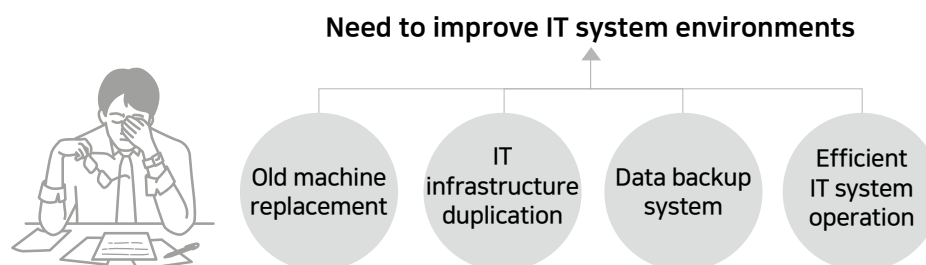 Need to improve IT system environments
Old machine
replacement
IT
infrastructure
duplication
Data backup
system
Efficient
IT system
operation